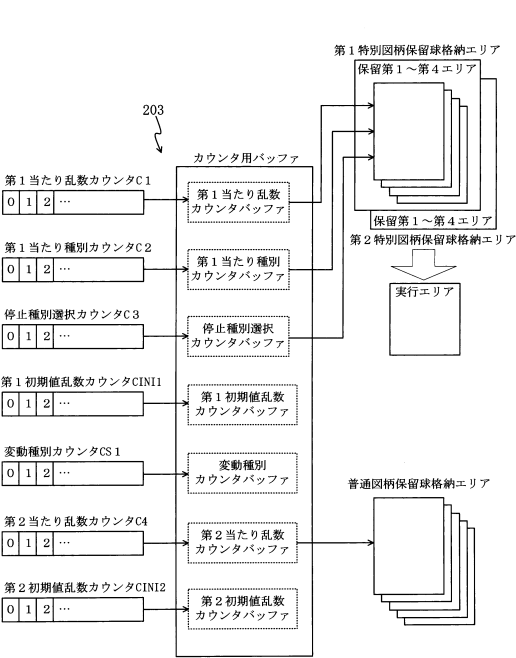 第１特別図柄保留球格納エリア
保留第１～第４エリア
203
カウンタ用バッファ
第１当たり乱数カウンタC１
0 1 2 …
第１当たり乱数
カウンタバッファ
保留第１～第４エリア
第２特別図柄保留球格納エリア
第１当たり種別カウンタC２
0 1 2 …
第１当たり種別
カウンタバッファ
実行エリア
停止種別選択カウンタC３
0 1 2 …
停止種別選択
カウンタバッファ
第１初期値乱数カウンタCINI1
0 1 2 …
第１初期値乱数
カウンタバッファ
変動種別カウンタCS１
0 1 2 …
変動種別
カウンタバッファ
普通図柄保留球格納エリア
第２当たり乱数カウンタC4
0 1 2 …
第２当たり乱数
カウンタバッファ
第２初期値乱数カウンタCINI2
0 1 2 …
第２初期値乱数
カウンタバッファ